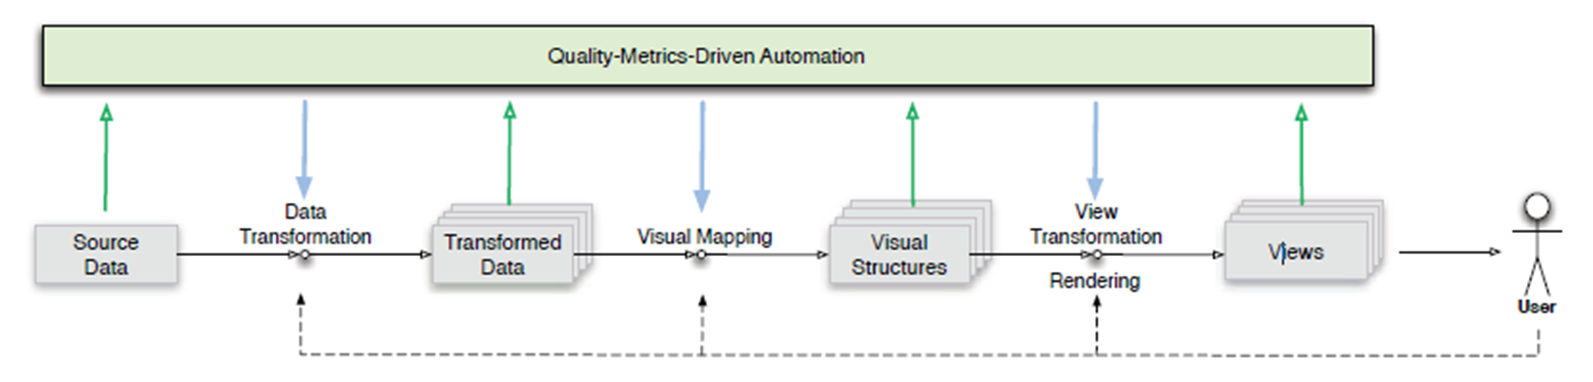 Quality-Metrics-Driven Automation
Data
Transformation
Visual Mapping
View
Transformation
Rendering
Source
Data
Transformed
Data
Visual
Structures
Views
User